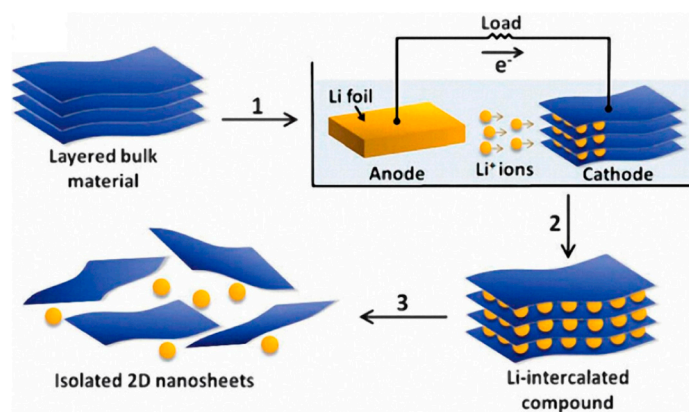 Load
e⁻
Li foil
1
Anode
Li⁺ ions
Cathode
Layered bulk
material
2
3
Isolated 2D nanosheets
Li-intercalated
compound